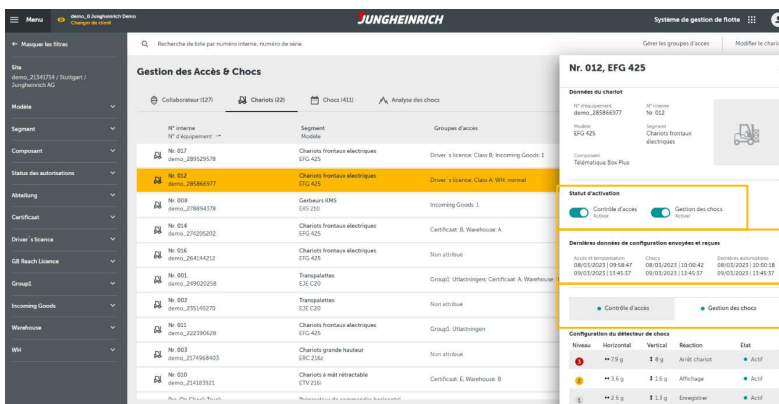 Menu
demo_0 Jungheinrich Demo
Changer de client
JUNGHEINRICH
Système de gestion de flotte
← Masquer les filtres
Recherche de liste par numéro interne, numéro de série.
Gérer les groupes d'accès
Modifier le chario
Site
demo_21341714 / Stuttgart /
Jungheinrich AG
Modèle
Segment
Composant
Status des autorisations
Abteilung
Certificaat
Driver´s licence
GB Reach Licence
Group1
Incoming Goods
Warehouse
WH
Gestion des Accès & Chocs
Collaborateur (127)
Chariots (22)
Chocs (411)
Analyse des chocs
N° interne
N° d'équipement
Segment
Modèle
Groupes d'accès
Nr. 017
demo_289529578
Chariots frontaux électriques
EFG 425
Driver´s licence: Class B; Incoming Goods: 1
Nr. 012
demo_285866977
Chariots frontaux électriques
EFG 425
Driver´s licence: Class A; WH: normal
Nr. 008
demo_278894378
Gerbeurs KMS
EKS 210
Incoming Goods: 1
Nr. 014
demo_274205202
Chariots frontaux électriques
EFG 425
Certificaat: B; Warehouse: A
Nr. 016
demo_264144212
Chariots frontaux électriques
EFG 425
Non attribué
Nr. 001
demo_249020258
Transpalettes
EJE C20
Group1: Utlastningen; Certificaat: A; Warehouse:
Nr. 002
demo_235140270
Transpalettes
EJE C20
Non attribué
Nr. 011
demo_222390628
Chariots frontaux électriques
EFG 425
Group1: Utlastningen
Nr. 003
demo_2174968403
Chariots grande hauteur
ERC 216z
Non attribué
Nr. 010
demo_214183921
Chariots à mât rétractable
ETV 216i
Certificaat: E; Warehouse: B
Nr. 012, EFG 425
Données du chariot
N° d'équipement
demo_285866977
N° interne
Nr. 012
Modèle
EFG 425
Segment
Chariots frontaux
électriques
Composant
Télématique Box Plus
Statut d'activation
Contrôle d'accès
Activer
Gestion des chocs
Activer
Dernières données de configuration envoyées et reçues
Accès et temporisation
08/03/2023 | 09:58:47
09/03/2023 | 13:45:37
Chocs
08/03/2023 | 10:00:42
09/03/2023 | 13:45:37
Dernières autorisations
08/03/2023 | 10:00:18
09/03/2023 | 13:45:37
Contrôle d'accès
Gestion des chocs
Configuration du détecteur de chocs
Niveau Horizontal Vertical Réaction État
3 ↔ 7.9 g ↕ 8 g Arrêt chariot Actif
2 ↔ 3.6 g ↕ 1.6 g Affichage Actif
1 ↔ 2.6 g ↕ 1.3 g Enregistrer Actif